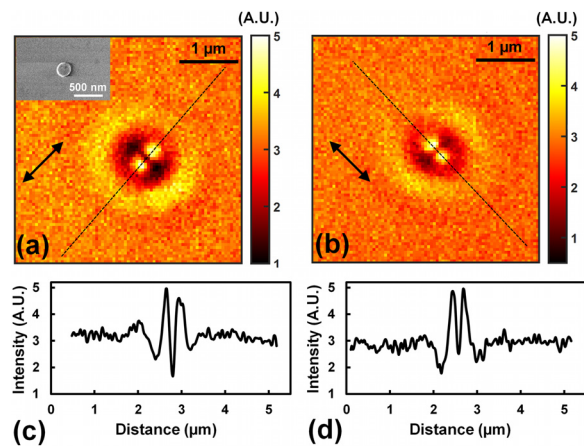 (A.U.)
(A.U.)
1 µm
5
4
3
2
1
500 nm
(a)
1 µm
5
4
3
2
1
(b)
Intensity (A.U.)
5
4
3
2
1
0 1 2 3 4 5
Distance (µm)
(c)
Intensity (A.U.)
5
4
3
2
1
0 1 2 3 4 5
Distance (µm)
(d)